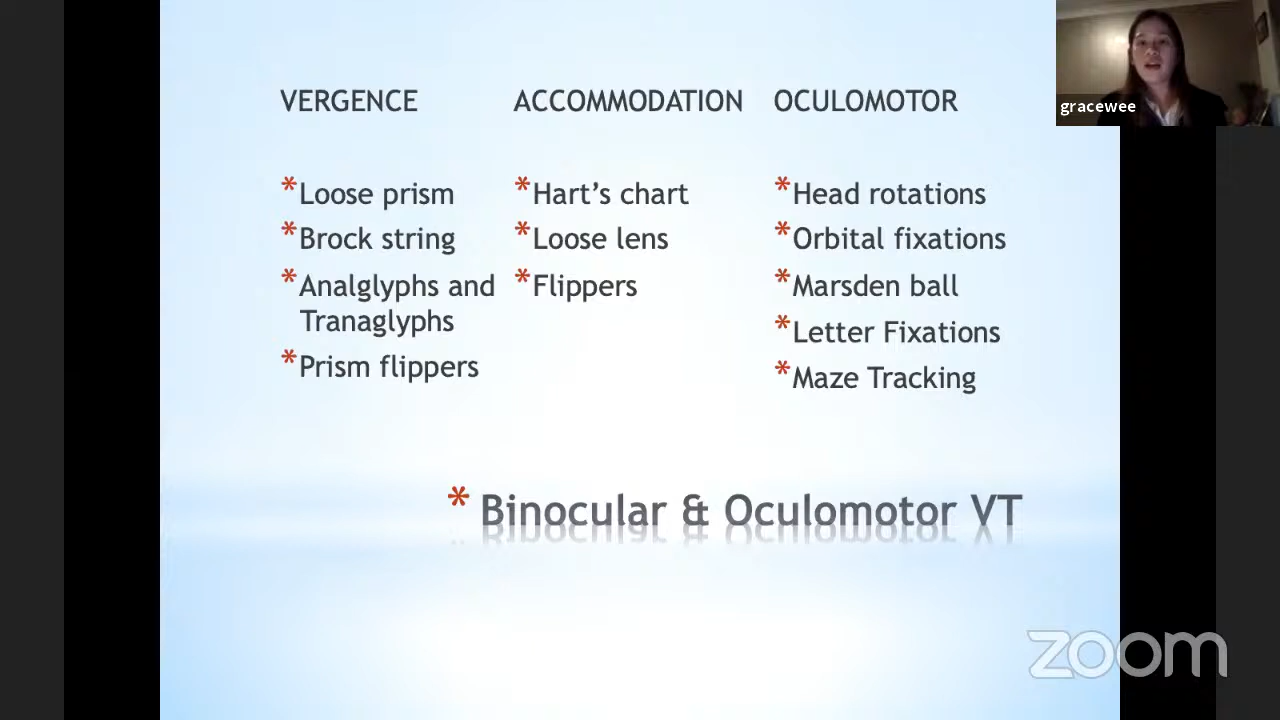 gracewee
VERGENCE
*Loose prism
*Brock string
*Analglyphs and
Tranaglyphs
*Prism flippers
ACCOMMODATION
*Hart's chart
*Loose lens
*Flippers
OCULOMOTOR
*Head rotations
*Orbital fixations
*Marsden ball
*Letter Fixations
*Maze Tracking
* Binocular & Oculomotor VT
zoom